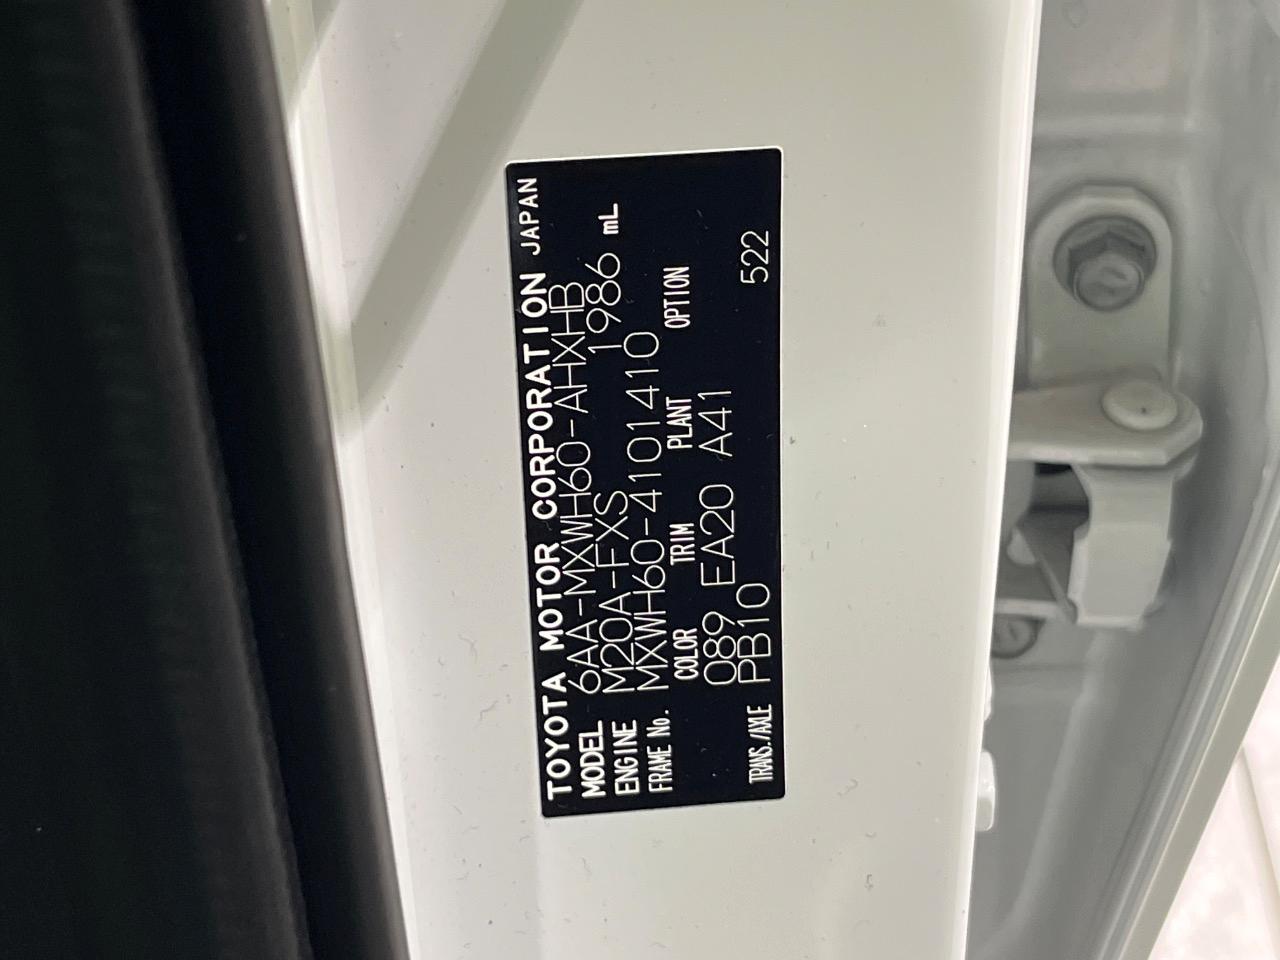 TOYOTA MOTOR CORPORATION JAPAN
MODEL 6AA-MXWH60-AHXHB
ENGINE M20A-FXS 1986 mL
FRAME No. MXWH60-4101410
COLOR TRIM PLANT OPTION
089 EA20 A41
TRANS./AXLE PB10 522